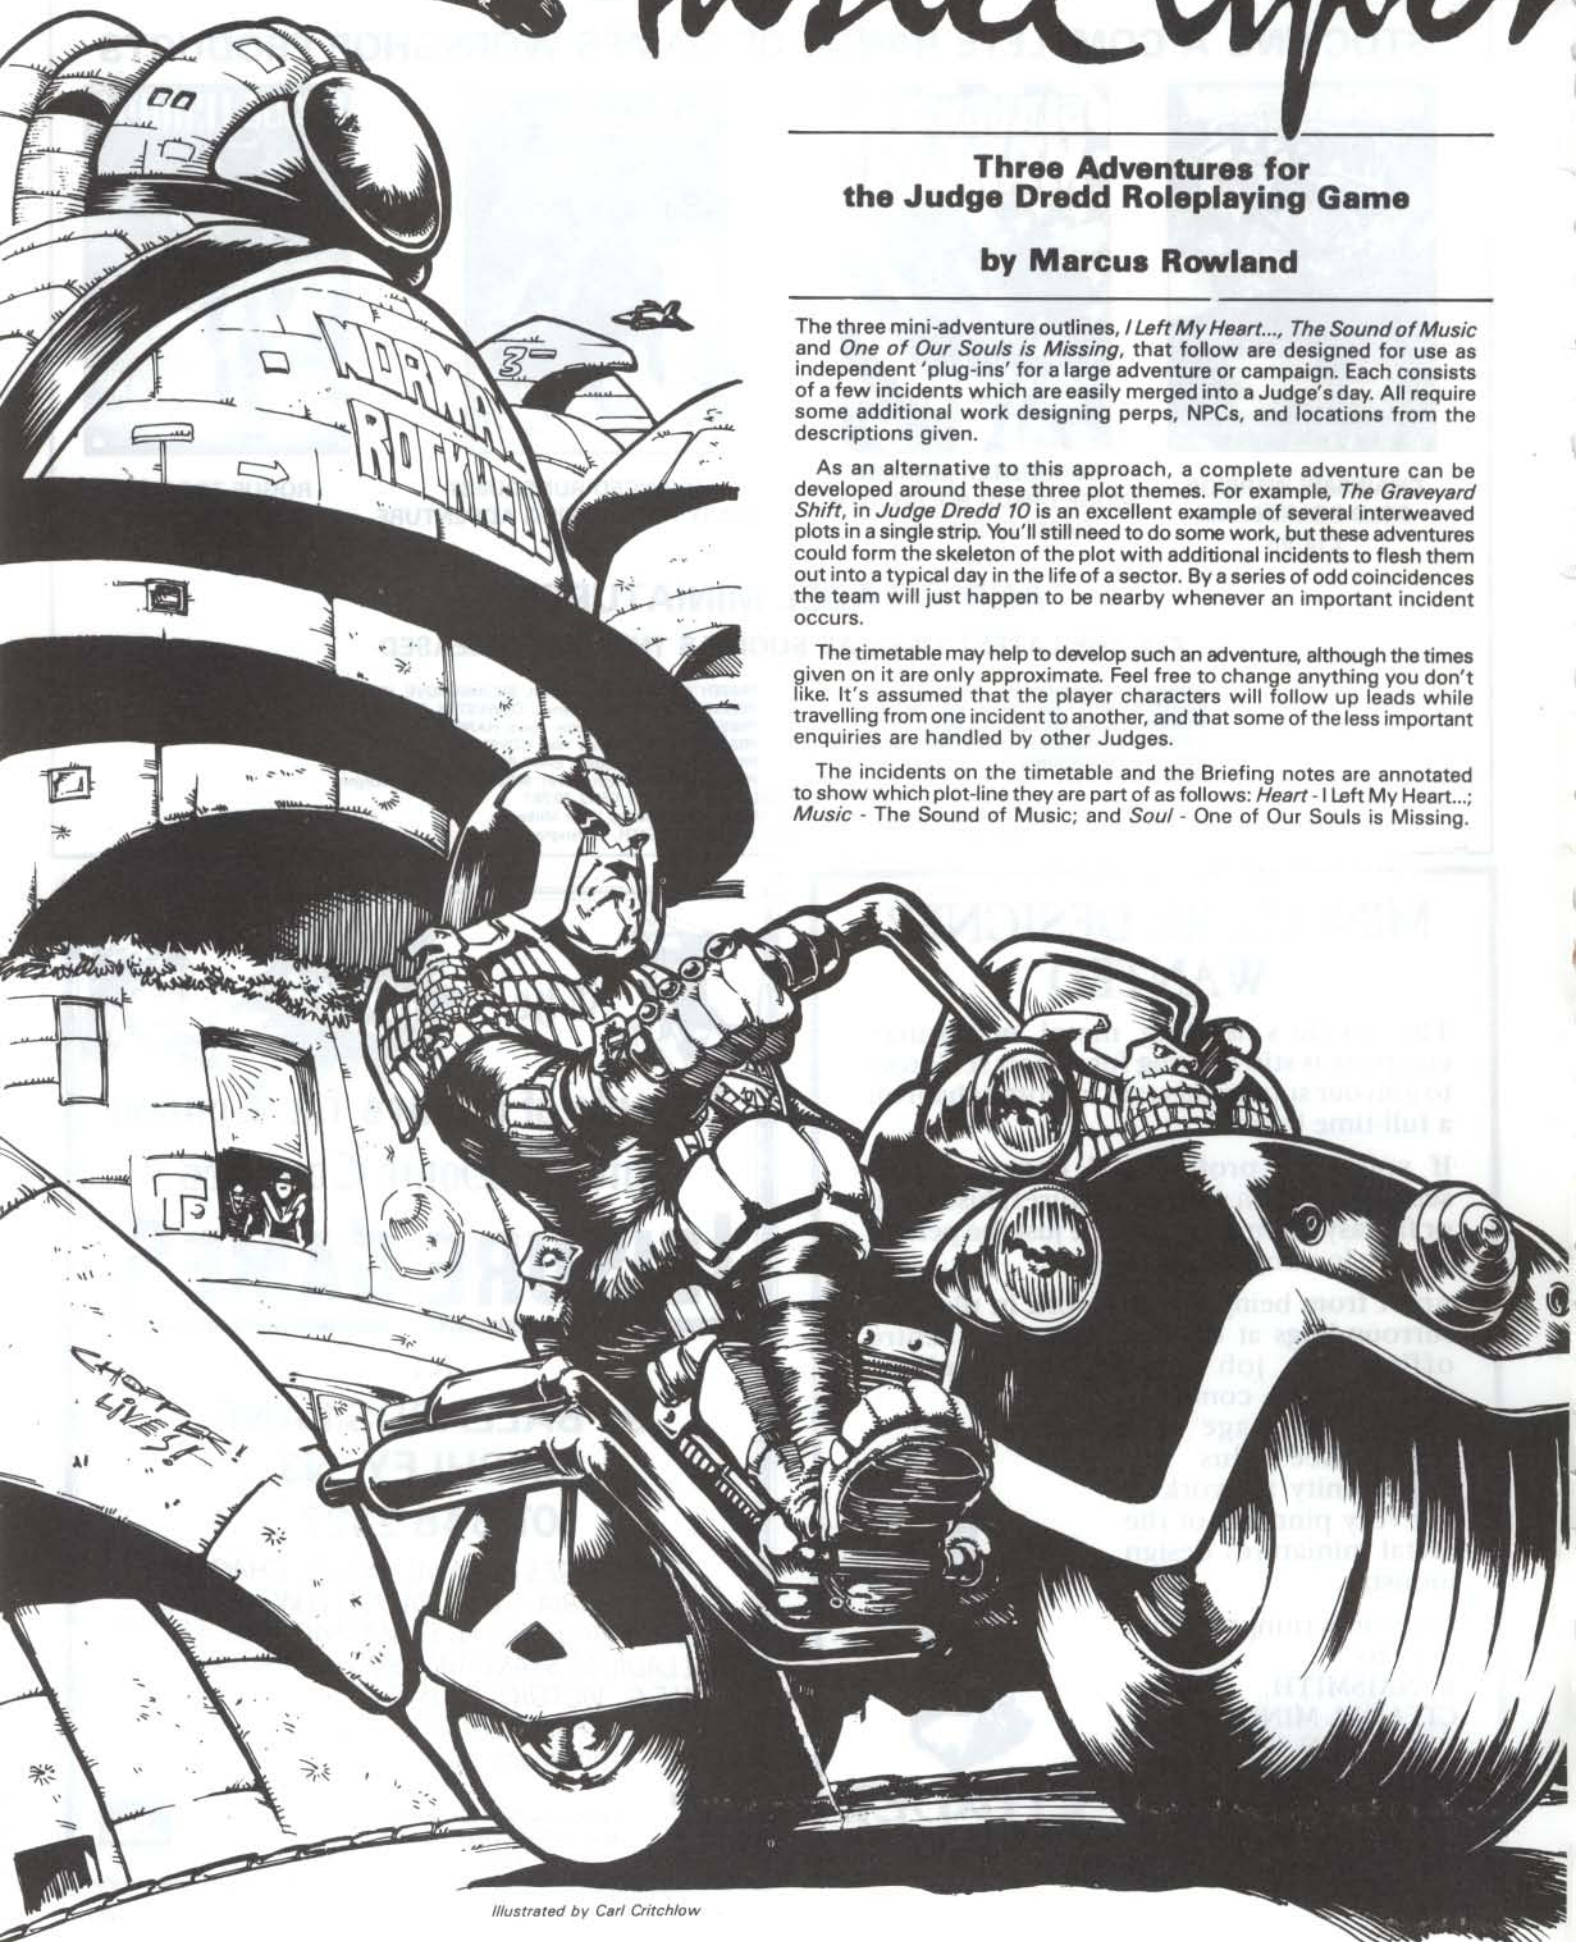 Three Adventures for
the Judge Dredd Roleplaying Game
by Marcus Rowland
The three mini-adventure outlines, I Left My Heart..., The Sound of Music
and One of Our Souls is Missing, that follow are designed for use as
independent 'plug-ins' for a large adventure or campaign. Each consists
of a few incidents which are easily merged into a Judge's day. All require
some additional work designing perps, NPCs, and locations from the
descriptions given.
As an alternative to this approach, a complete adventure can be
developed around these three plot themes. For example, The Graveyard
Shift, in Judge Dredd 10 is an excellent example of several interweaved
plots in a single strip. You'll still need to do some work, but these adventures
could form the skeleton of the plot with additional incidents to flesh them
out into a typical day in the life of a sector. By a series of odd coincidences
the team will just happen to be nearby whenever an important incident
occurs.
The timetable may help to develop such an adventure, although the times
given on it are only approximate. Feel free to change anything you don't
like. It's assumed that the player characters will follow up leads while
travelling from one incident to another, and that some of the less important
enquiries are handled by other Judges.
The incidents on the timetable and the Briefing notes are annotated
to show which plot-line they are part of as follows: Heart - I Left My Heart...;
Music - The Sound of Music; and Soul - One of Our Souls is Missing.
3
NORMAN
ROCKWELL
CHOPPER
LIVES!
Illustrated by Carl Critchlow